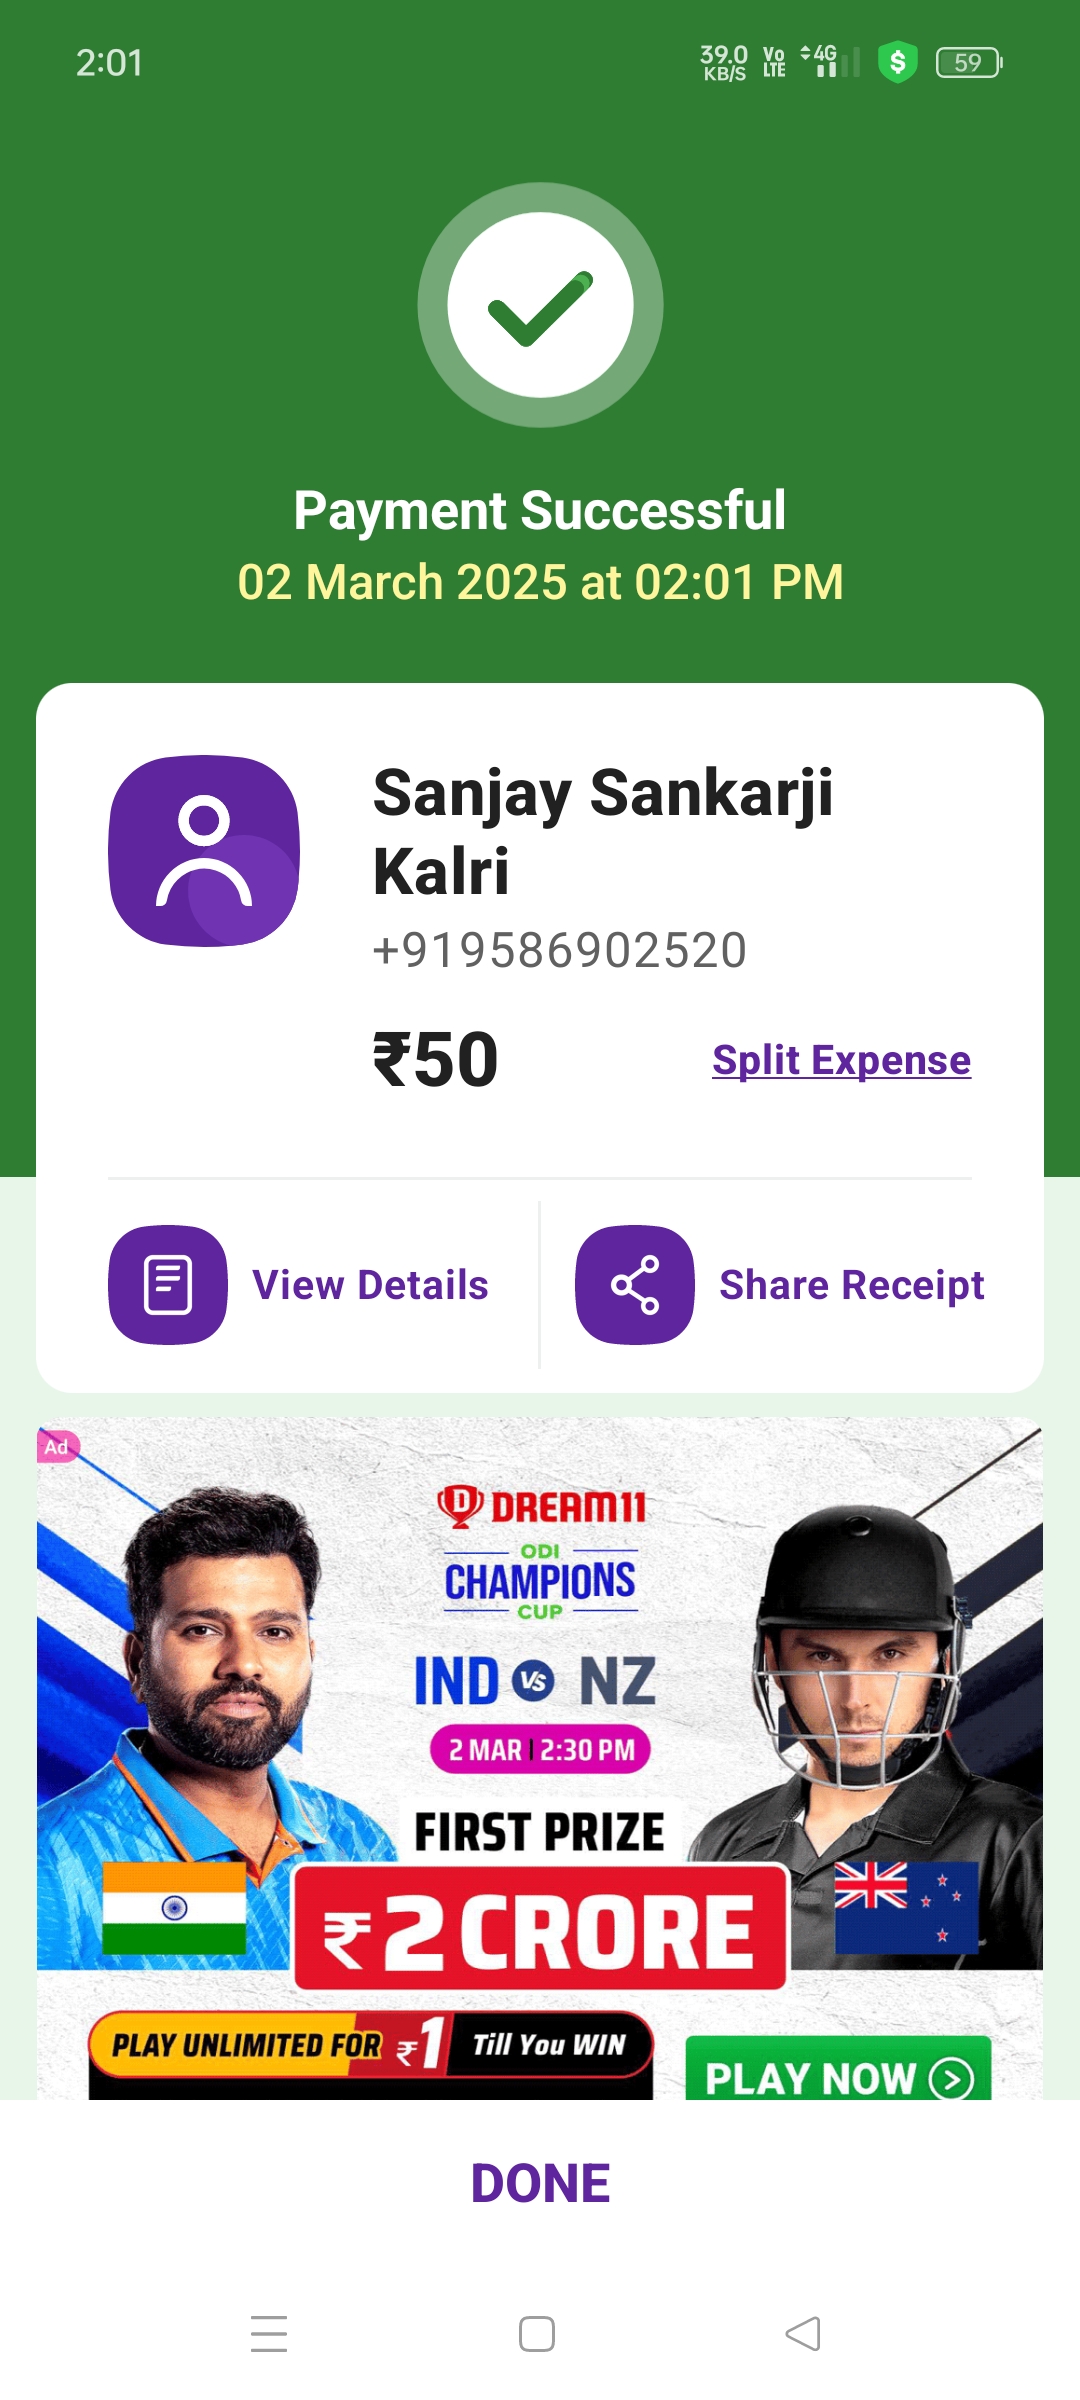 2:01
39.0
KB/S
Vo
LTE
4G
$
59
Payment Successful
02 March 2025 at 02:01 PM
Sanjay Sankarji
Kalri
+919586902520
₹50
Split Expense
View Details
Share Receipt
Ad
D DREAM11
ODI
CHAMPIONS
CUP
IND VS NZ
2 MAR | 2:30 PM
FIRST PRIZE
₹2 CRORE
PLAY UNLIMITED FOR ₹1 Till You WIN
PLAY NOW
DONE